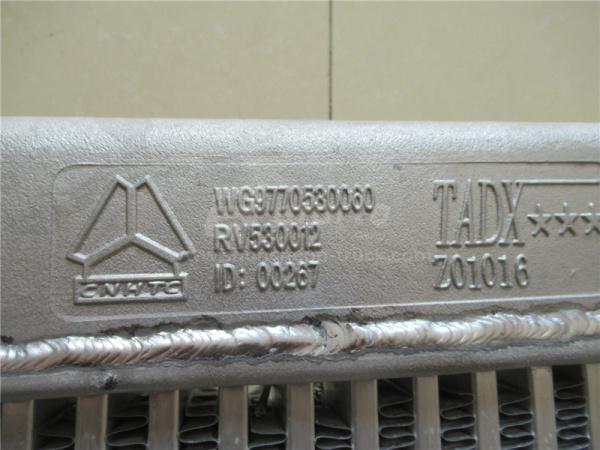 WG9770530060
RV530012
ID: 00267
CNHTC
TADX
Z01016